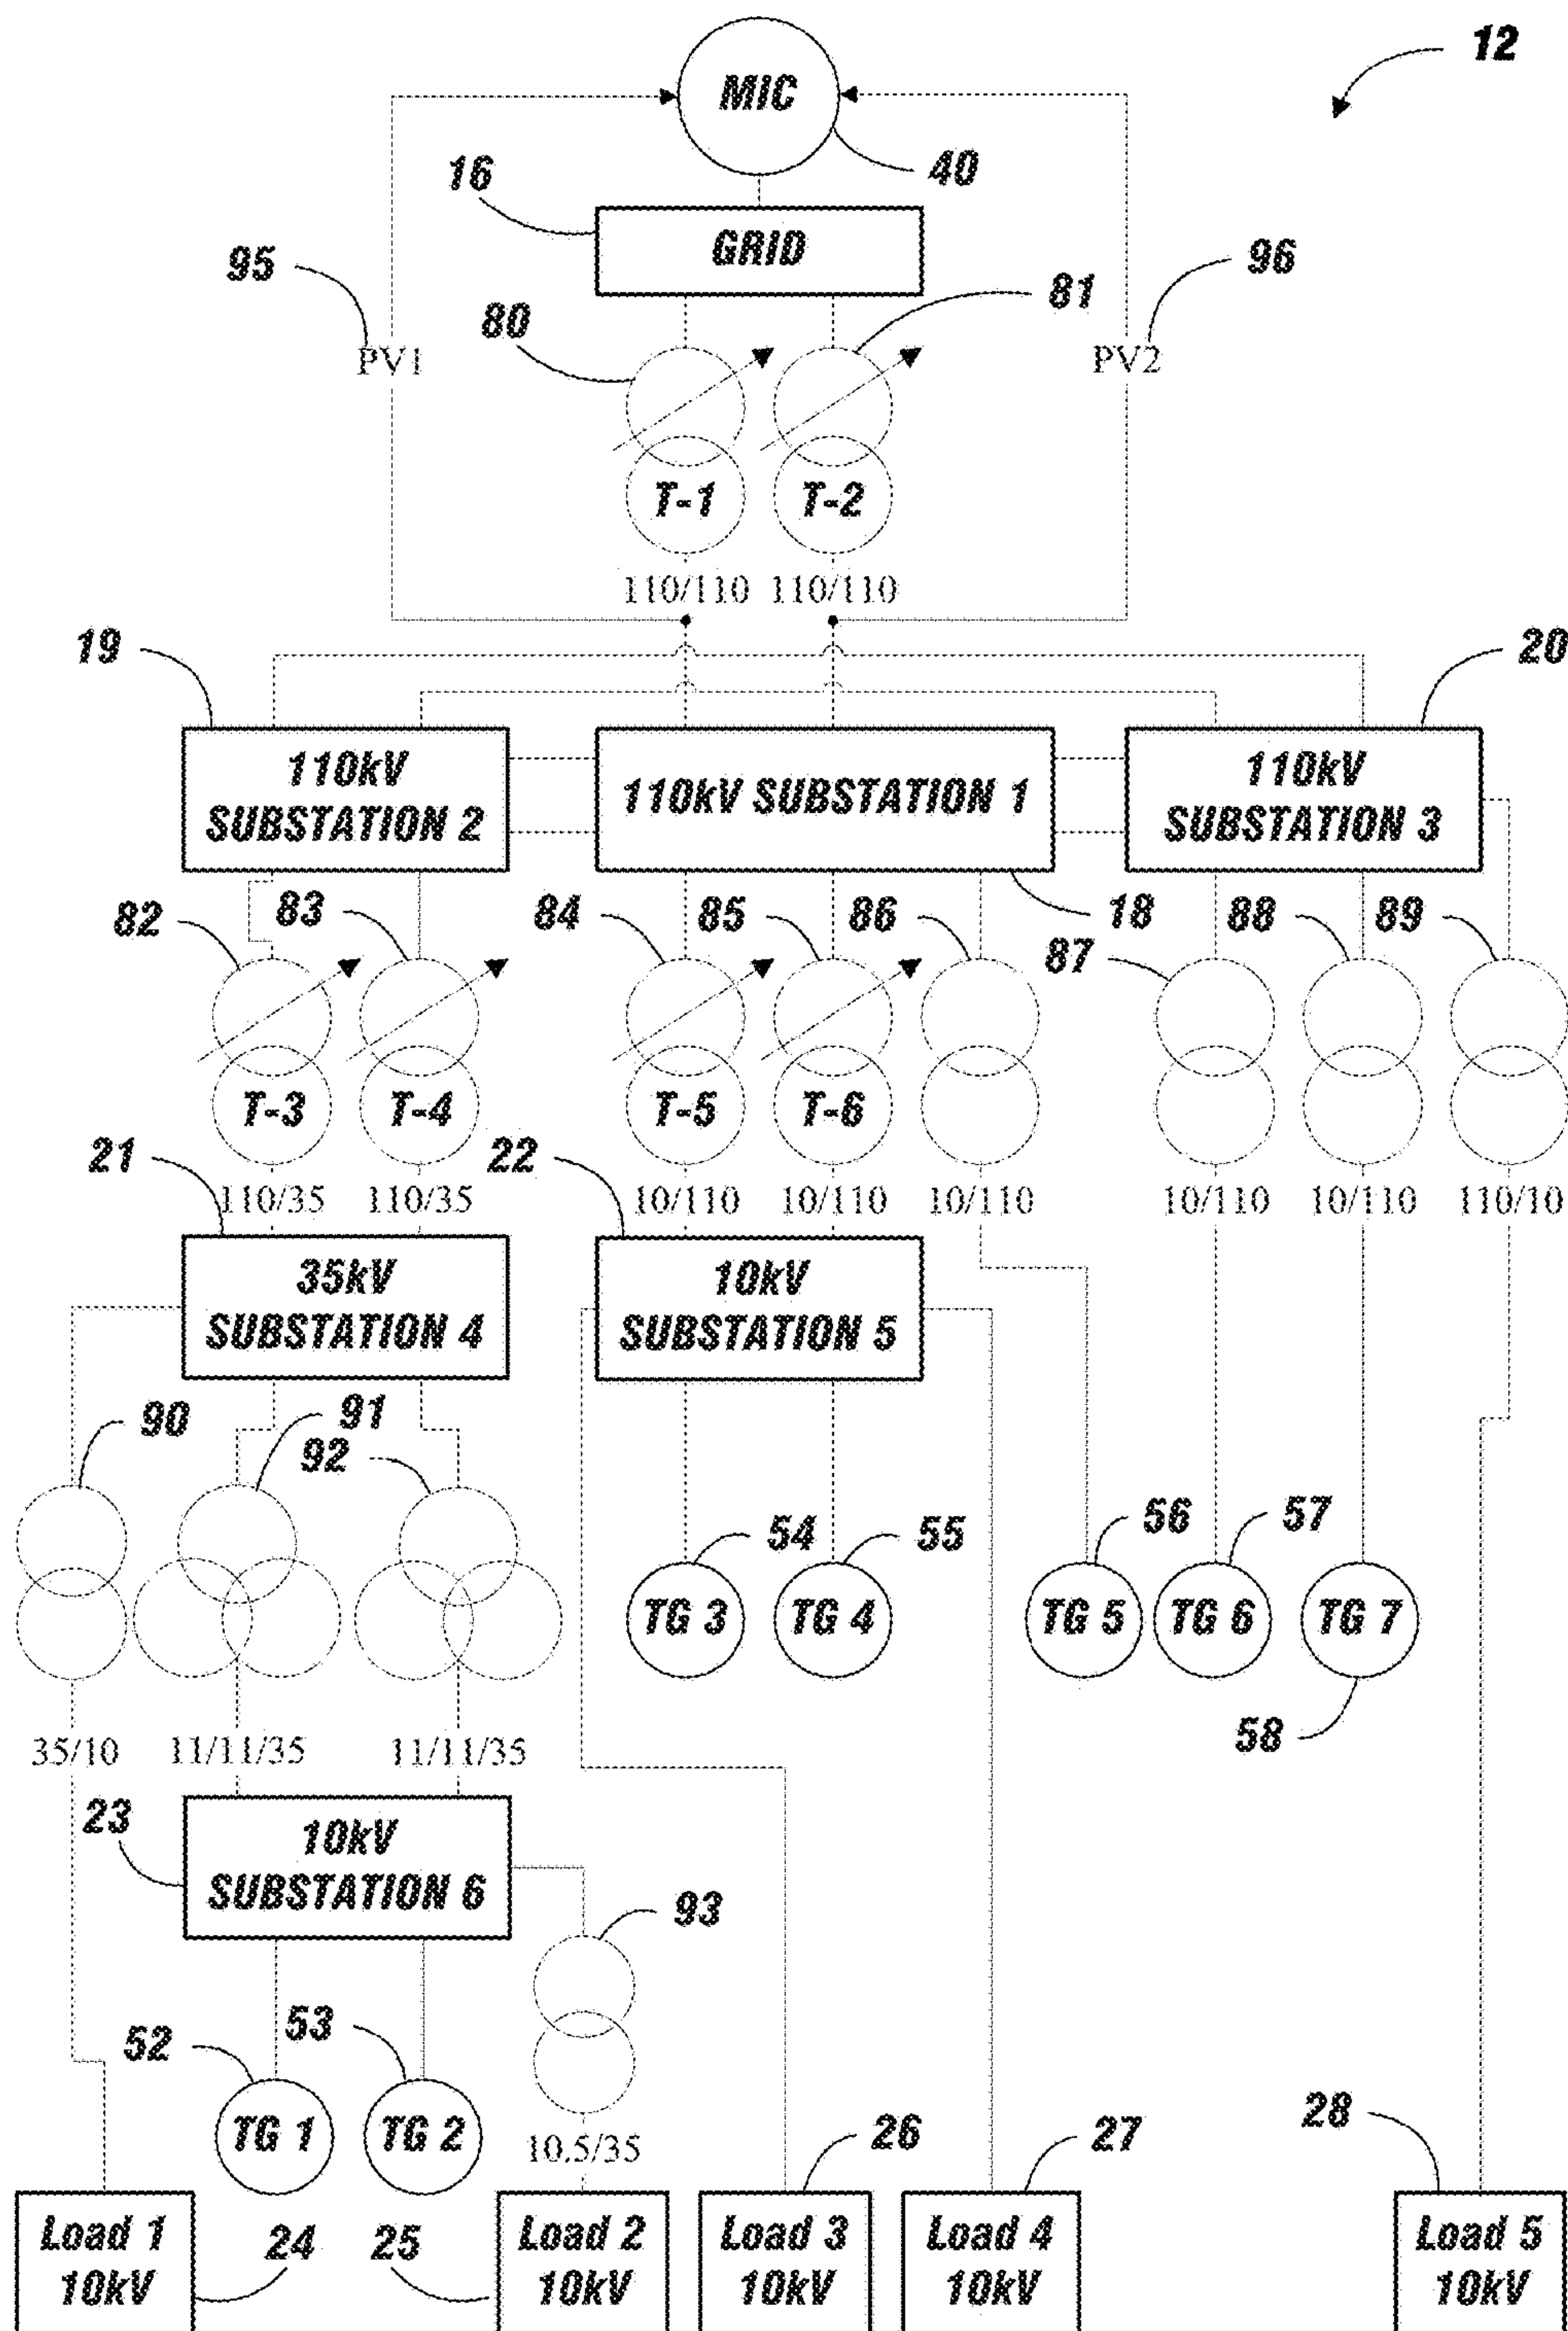 12
MIC
40
16
GRID
95
96
80
81
PV1
PV2
T-1
T-2
110/110
110/110
19
20
110kV
SUBSTATION 2
110kV SUBSTATION 1
110kV
SUBSTATION 3
82
83
84
85
86
18
87
88
89
T-3
T-4
T-5
T-6
21
22
110/35
110/35
10/110
10/110
10/110
10/110
10/110
110/10
35kV
SUBSTATION 4
10kV
SUBSTATION 5
90
91
92
54
55
56
57
TG 3
TG 4
TG 5
TG 6
TG 7
58
35/10
11/11/35
11/11/35
23
10kV
SUBSTATION 6
93
52
53
TG 1
TG 2
10.5/35
26
27
28
Load 1
10kV
24
25
Load 2
10kV
Load 3
10kV
Load 4
10kV
Load 5
10kV